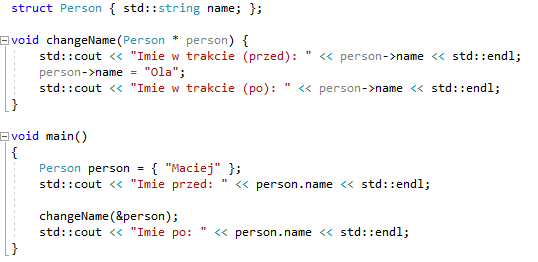 struct Person { std::string name; };
void changeName(Person * person) {
std::cout << "Imie w trakcie (przed): " << person->name << std::endl;
person->name = "Ola";
std::cout << "Imie w trakcie (po): " << person->name << std::endl;
}
void main()
{
Person person = { "Maciej" };
std::cout << "Imie przed: " << person.name << std::endl;
changeName(&person);
std::cout << "Imie po: " << person.name << std::endl;
}